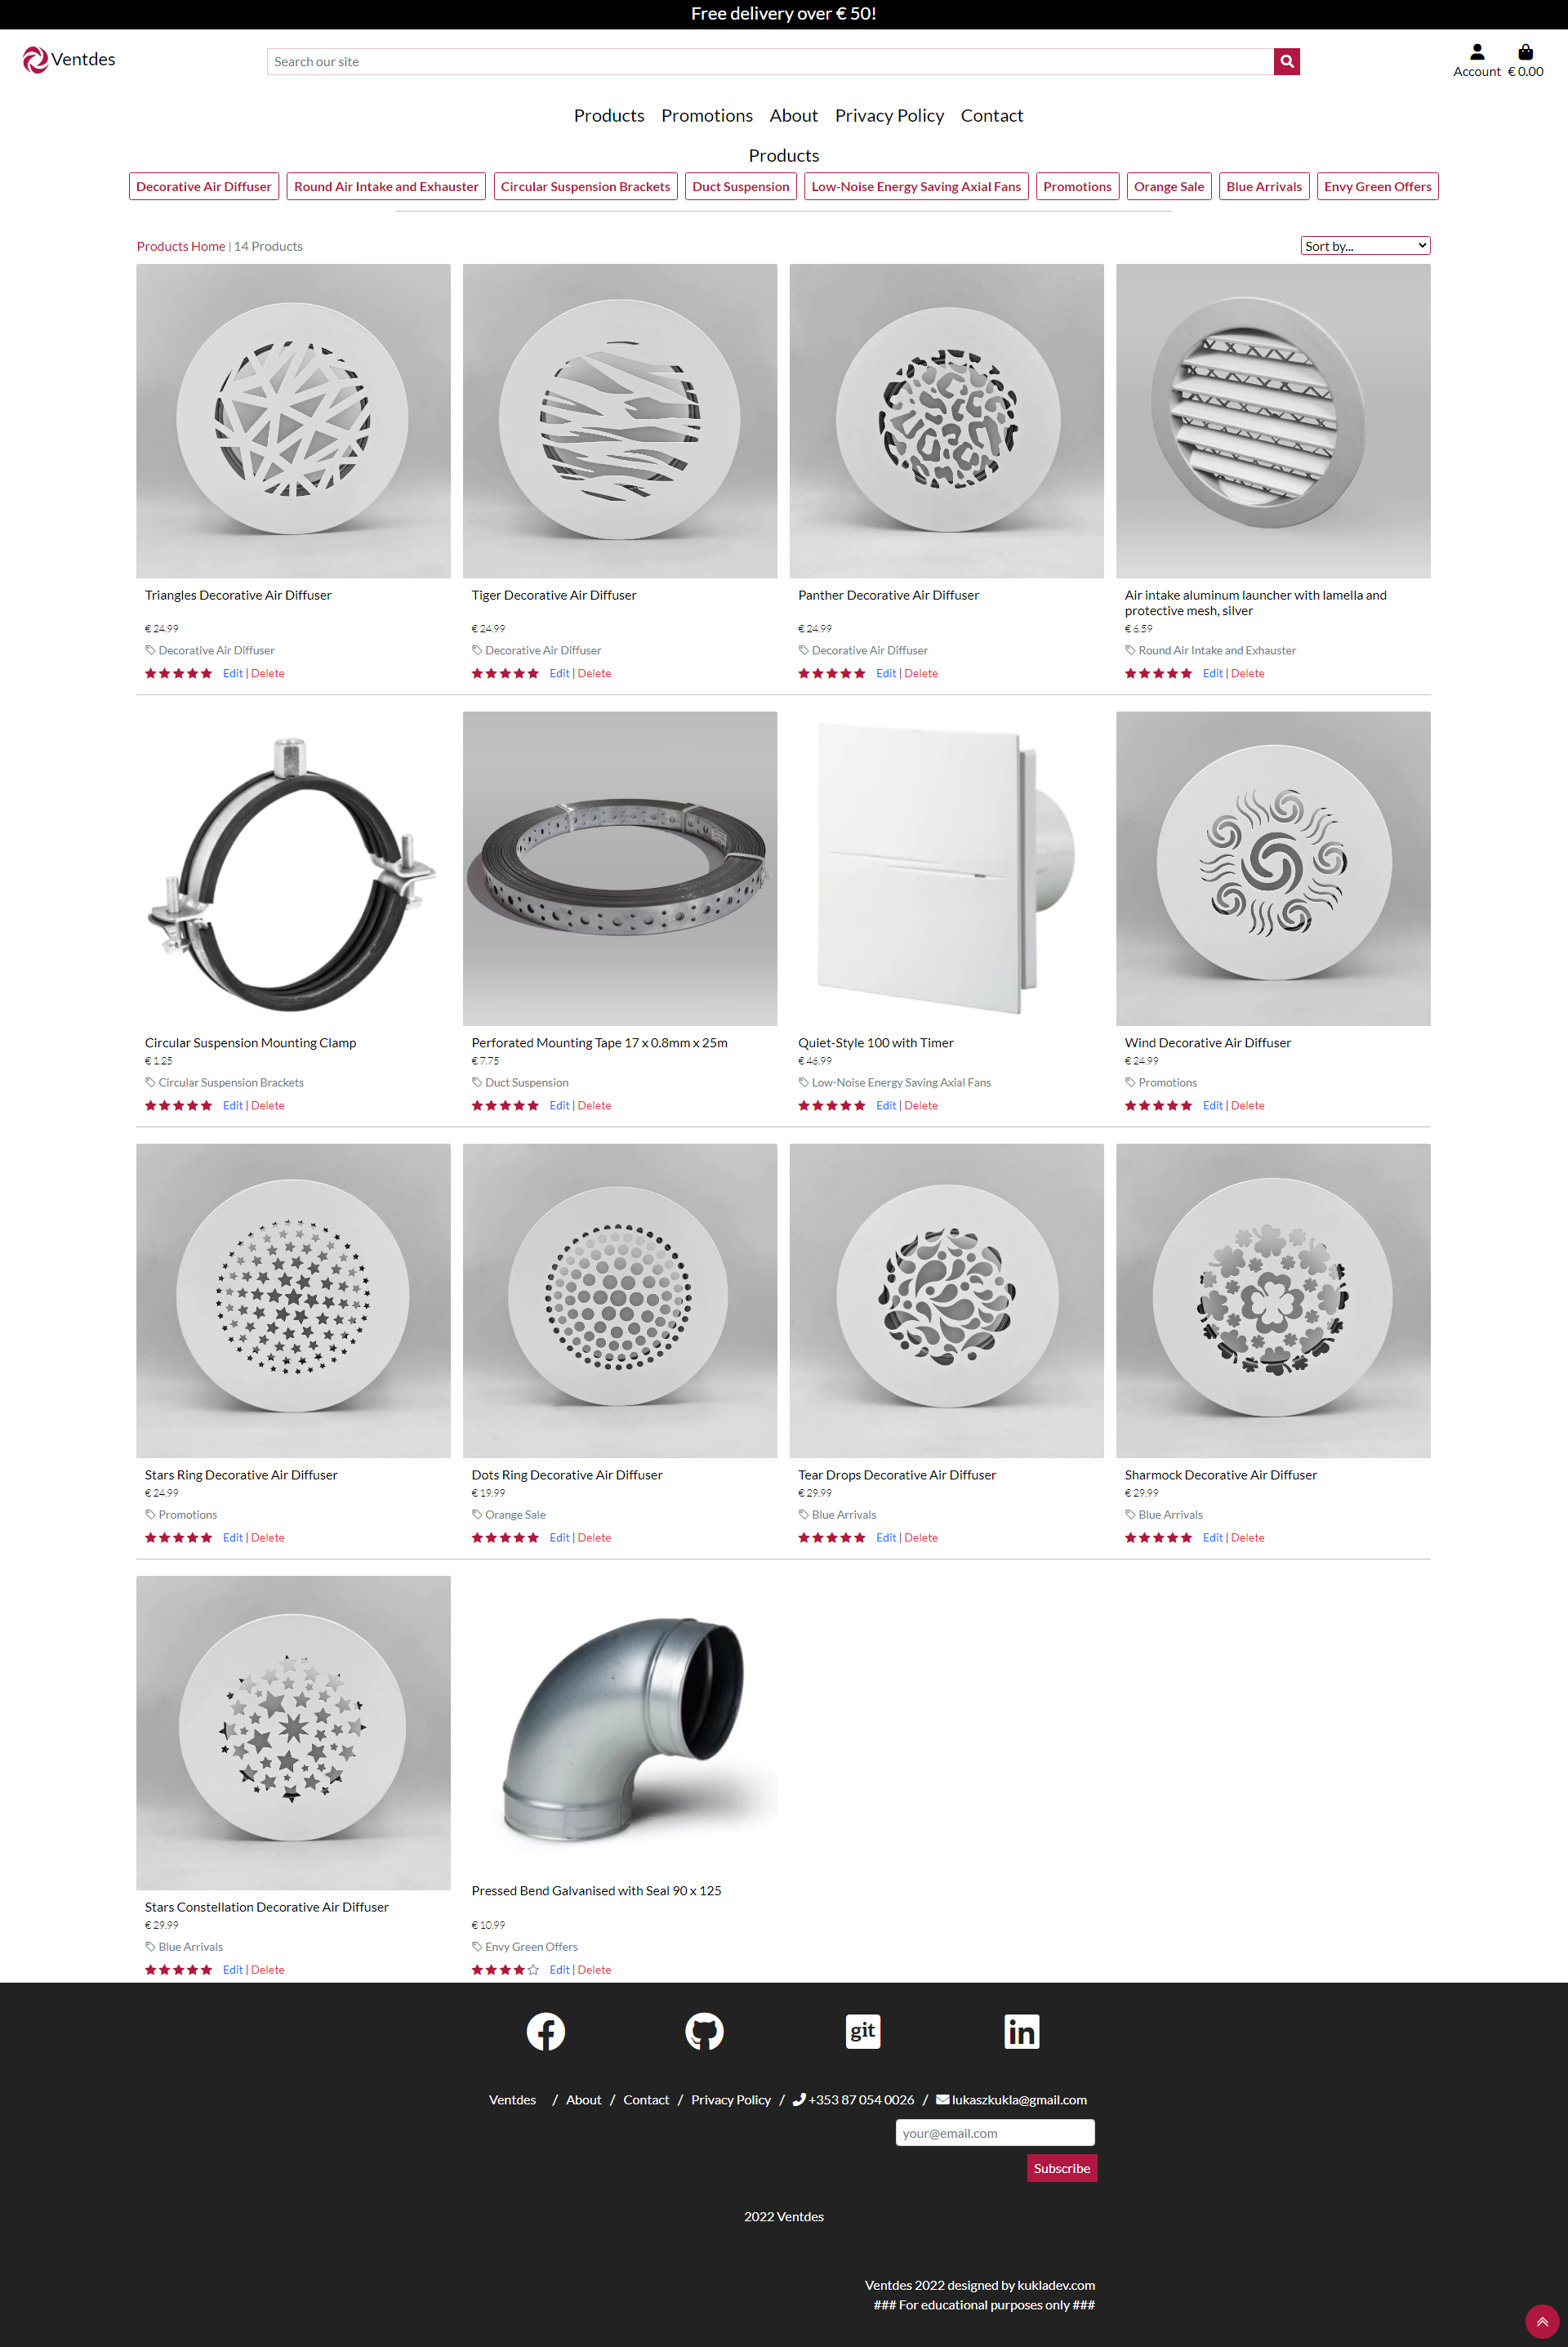 Free delivery over € 50!
Ventdes
Search our site
Account € 0.00
Products Promotions About Privacy Policy Contact
Products
Decorative Air Diffuser Round Air Intake and Exhauster Circular Suspension Brackets Duct Suspension Low-Noise Energy Saving Axial Fans Promotions Orange Sale Blue Arrivals Envy Green Offers
Products Home | 14 Products
Sort by...
Triangles Decorative Air Diffuser
€ 24.99
Decorative Air Diffuser
Edit | Delete
Tiger Decorative Air Diffuser
€ 24.99
Decorative Air Diffuser
Edit | Delete
Panther Decorative Air Diffuser
€ 24.99
Decorative Air Diffuser
Edit | Delete
Air intake aluminum launcher with lamella and
protective mesh, silver
€ 6.59
Round Air Intake and Exhauster
Edit | Delete
Circular Suspension Mounting Clamp
€ 1.25
Circular Suspension Brackets
Edit | Delete
Perforated Mounting Tape 17 x 0.8mm x 25m
€ 7.75
Duct Suspension
Edit | Delete
Quiet-Style 100 with Timer
€ 46.99
Low-Noise Energy Saving Axial Fans
Edit | Delete
Wind Decorative Air Diffuser
€ 24.99
Promotions
Edit | Delete
Stars Ring Decorative Air Diffuser
€ 24.99
Promotions
Edit | Delete
Dots Ring Decorative Air Diffuser
€ 19.99
Orange Sale
Edit | Delete
Tear Drops Decorative Air Diffuser
€ 29.99
Blue Arrivals
Edit | Delete
Sharmock Decorative Air Diffuser
€ 29.99
Blue Arrivals
Edit | Delete
Stars Constellation Decorative Air Diffuser
€ 29.99
Blue Arrivals
Edit | Delete
Pressed Bend Galvanised with Seal 90 x 125
€ 10.99
Envy Green Offers
Edit | Delete
git
in
Ventdes / About / Contact / Privacy Policy / +353 87 054 0026 / lukaszkukla@gmail.com
your@email.com
Subscribe
2022 Ventdes
Ventdes 2022 designed by kukladev.com
### For educational purposes only ###